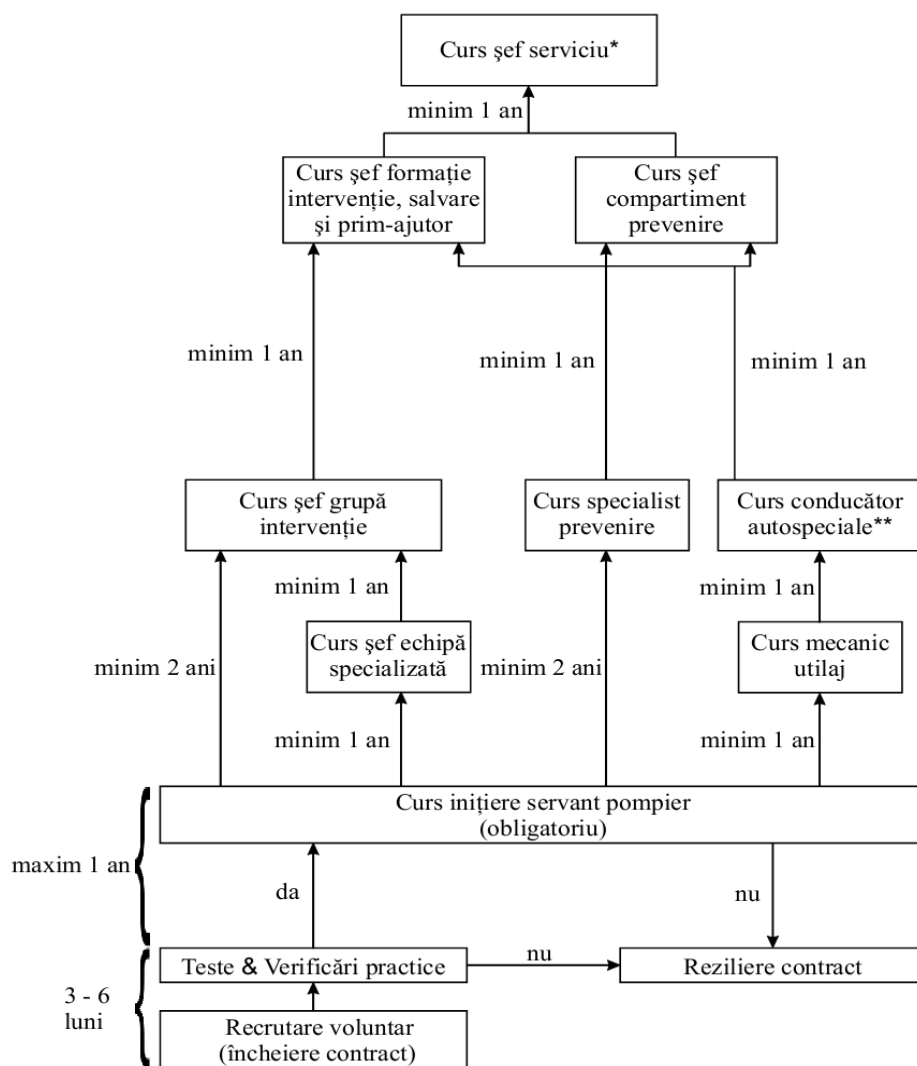 Curs şef serviciu*
minim 1 an
Curs şef formație
intervenție, salvare
şi prim-ajutor
Curs şef
compartiment
prevenire
minim 1 an
minim 1 an
minim 1 an
Curs şef grupă
intervenție
Curs specialist
prevenire
Curs conducător
autospeciale**
minim 1 an
minim 1 an
Curs şef echipă
specializată
Curs mecanic
utilaj
minim 2 ani
minim 2 ani
minim 1 an
minim 1 an
Curs inițiere servant pompier
(obligatoriu)
maxim 1 an
da
nu
Teste & Verificări practice
nu
Reziliere contract
3 - 6
luni
Recrutare voluntar
(încheiere contract)